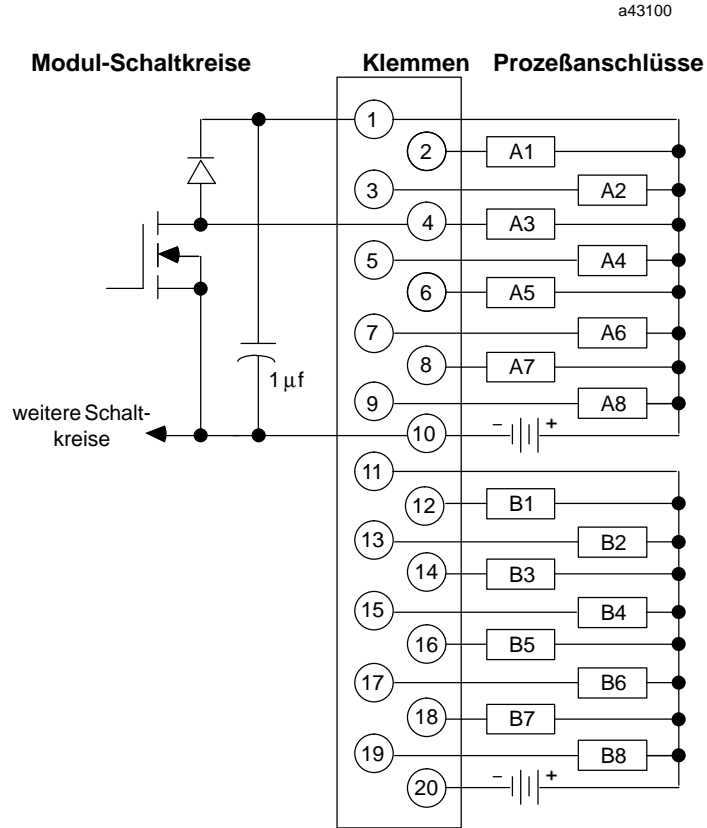 a43100
Modul-Schaltkreise Klemmen Prozeßanschlüsse
1
2 A1
3 A2
4 A3
5 A4
6 A5
7 A6
8 A7
1 µf
9 A8
weitere Schalt-
kreise
10 - +
11
12 B1
13 B2
14 B3
15 B4
16 B5
17 B6
18 B7
19 B8
20 - +